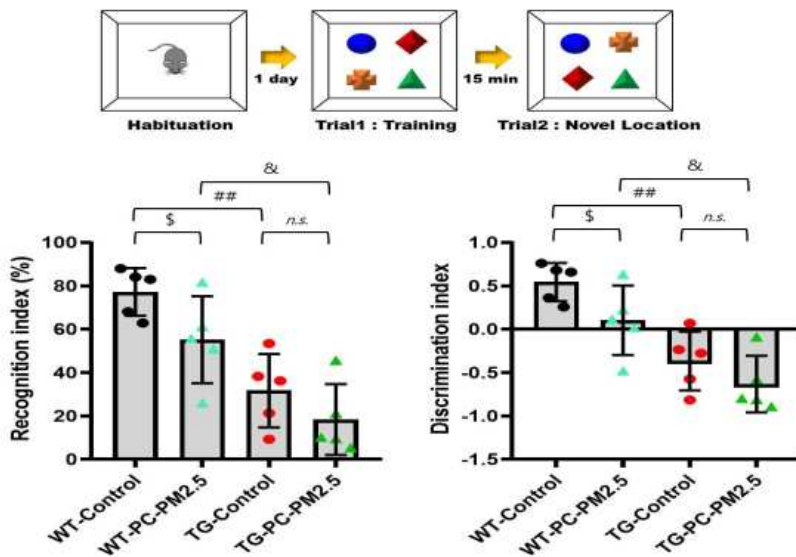 1 day
15 min
Habituation
Trial1 : Training
Trial2 : Novel Location
&
##
$
n.s.
Recognition index (%)
100
80
60
40
20
0
WT-Control
WT-PC-PM2.5
TG-Control
TG-PC-PM2.5
&
##
$
n.s.
Discrimination index
1.0
0.5
0.0
-0.5
-1.0
-1.5
WT-Control
WT-PC-PM2.5
TG-Control
TG-PC-PM2.5